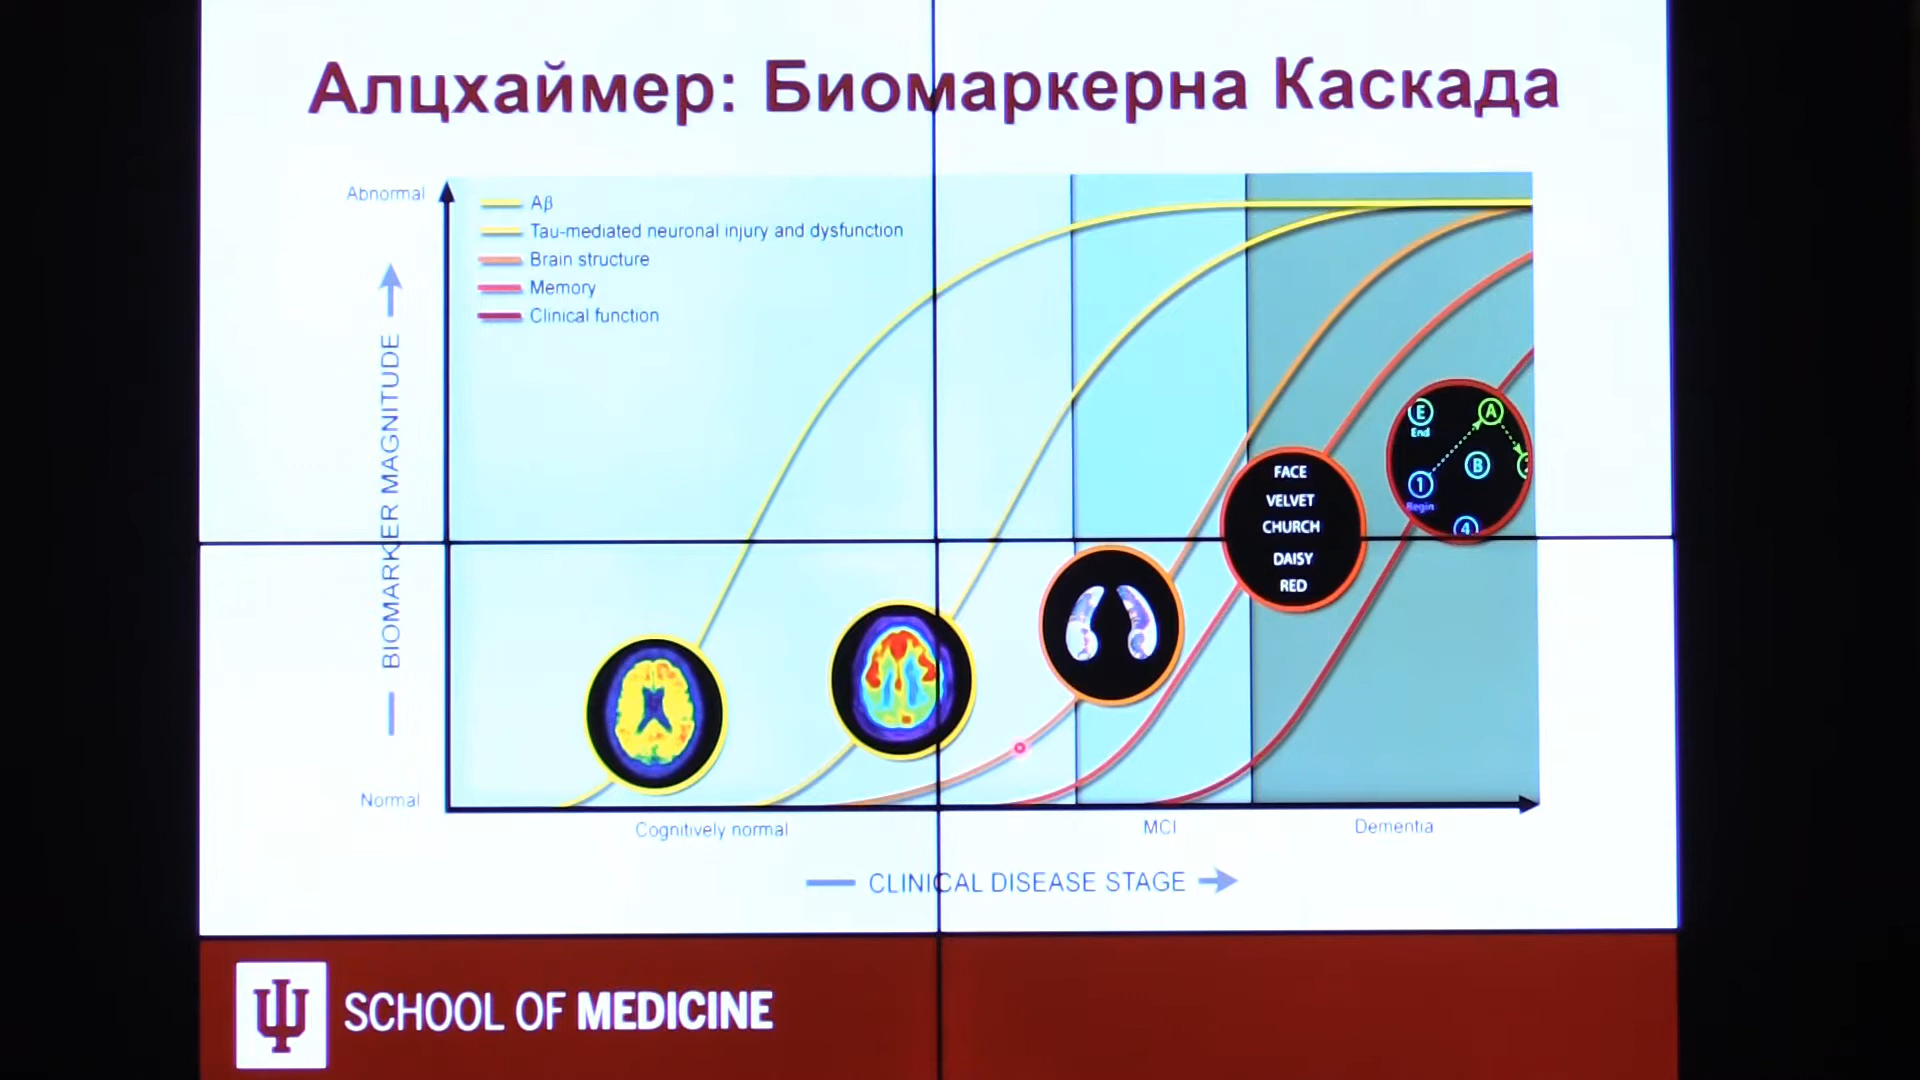 Алцхаймер: Биомаркерна Каскада
Abnormal
Aβ
Tau-mediated neuronal injury and dysfunction
Brain structure
Memory
Clinical function
BIOMARKER MAGNITUDE
E
End
A
B
1
Begin
4
FACE
VELVET
CHURCH
DAISY
RED
Normal
Cognitively normal
MCI
Dementia
CLINICAL DISEASE STAGE
SCHOOL OF MEDICINE